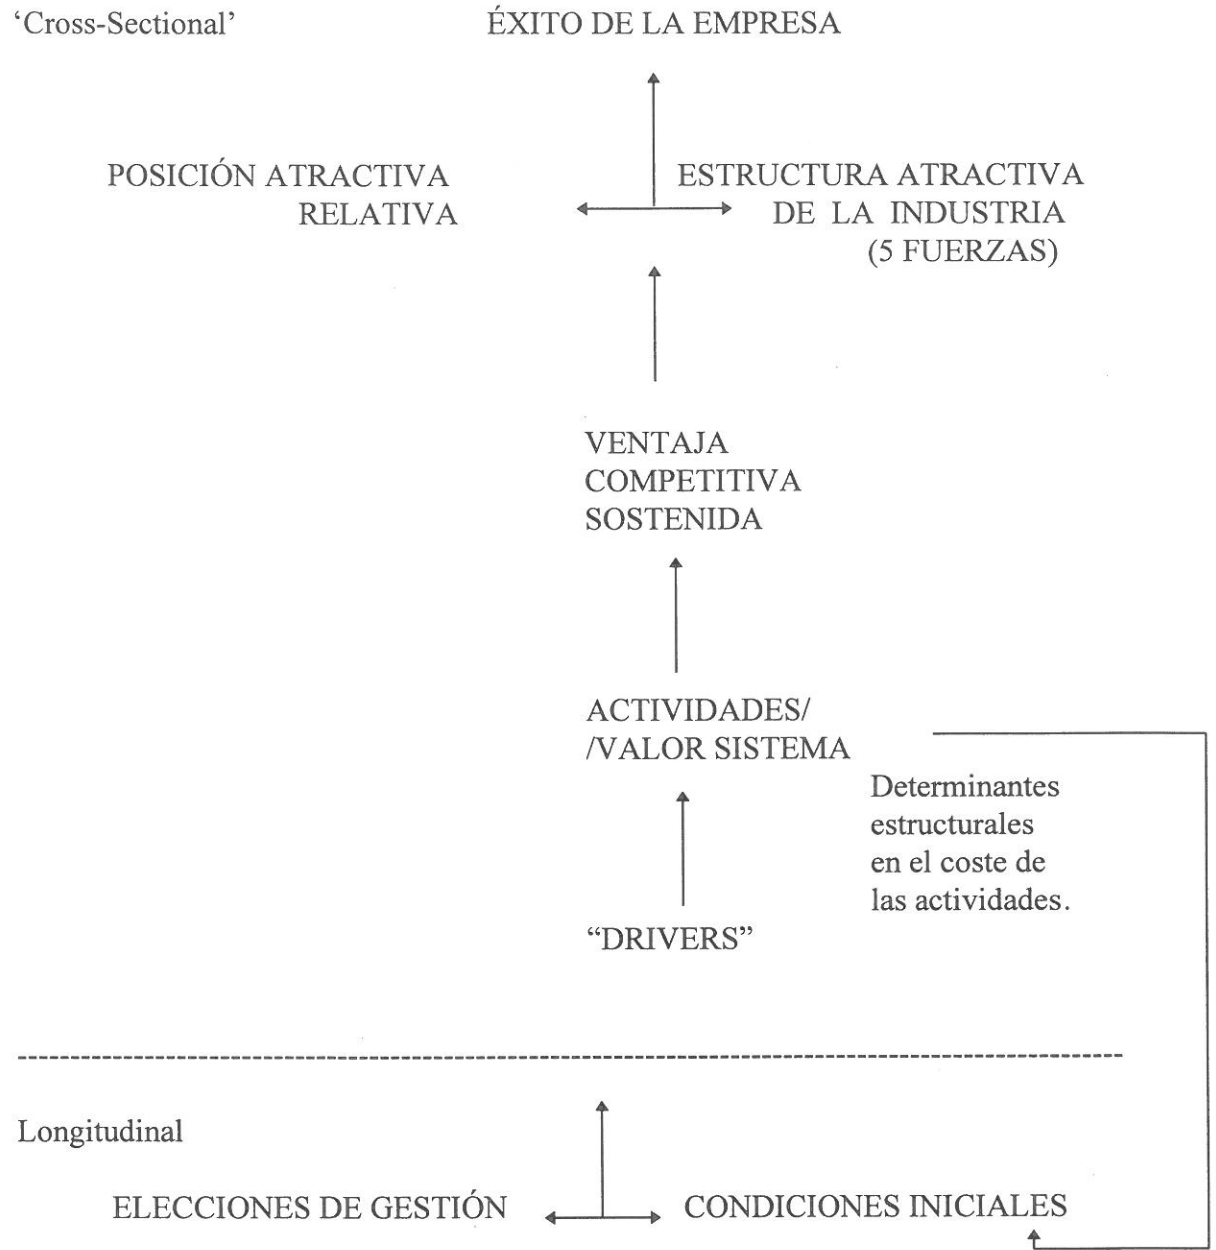 ‘Cross-Sectional’
ÉXITO DE LA EMPRESA
POSICIÓN ATRACTIVA
RELATIVA
ESTRUCTURA ATRACTIVA
DE LA INDUSTRIA
(5 FUERZAS)
VENTAJA
COMPETITIVA
SOSTENIDA
ACTIVIDADES/
/VALOR SISTEMA
Determinantes
estructurales
en el coste de
las actividades.
“DRIVERS”
Longitudinal
ELECCIONES DE GESTIÓN
CONDICIONES INICIALES